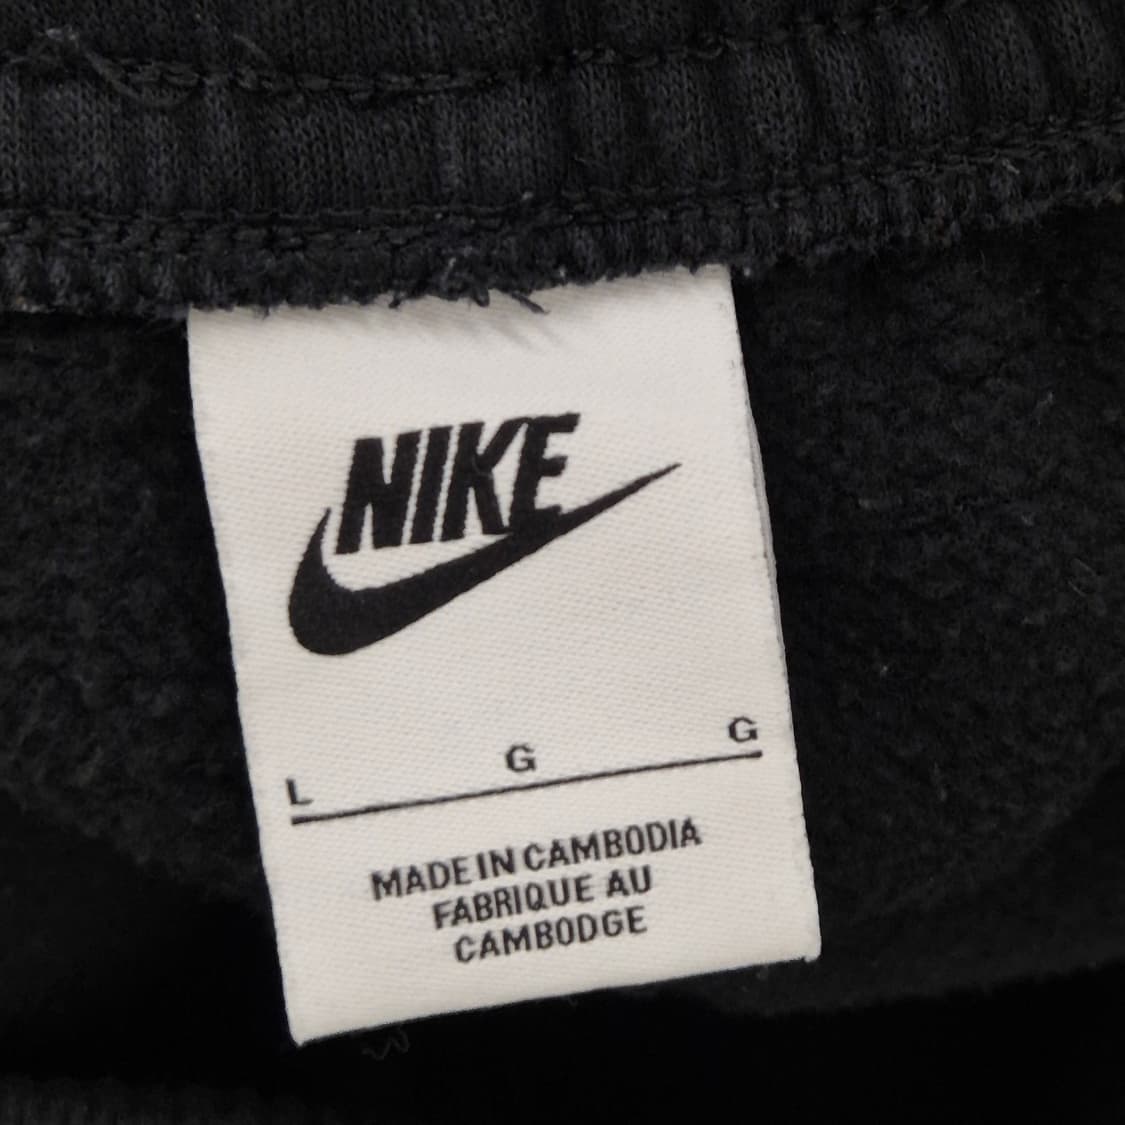 NIKE
L G G
MADE IN CAMBODIA
FABRIQUE AU
CAMBODGE